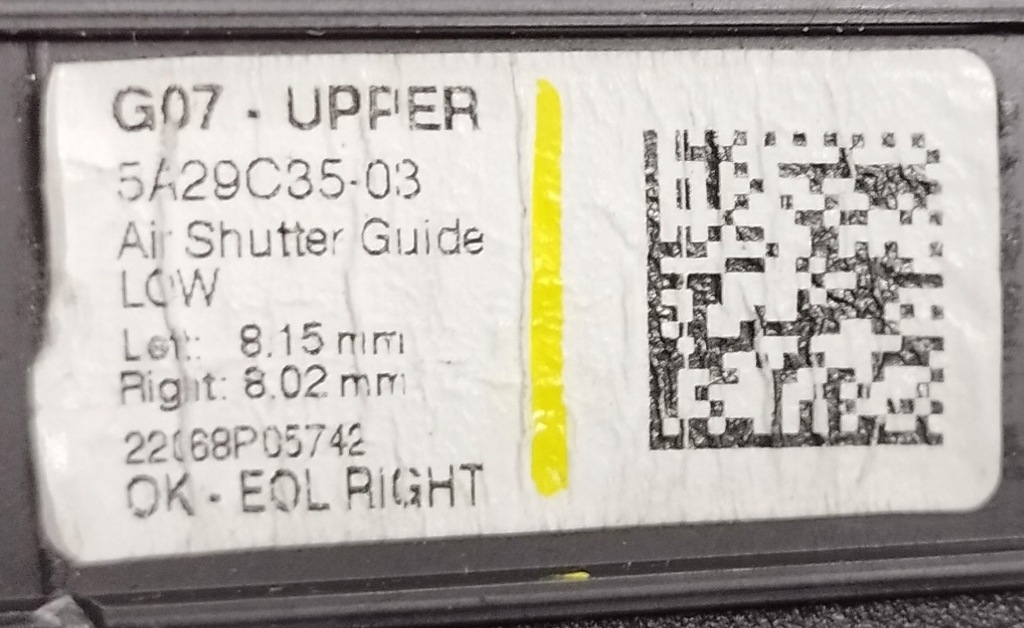 G07 - UPPER
5A29C35-03
Air Shutter Guide
LOW
Left: 8.15 mm
Right: 8.02 mm
22068P05742
OK - EOL RIGHT